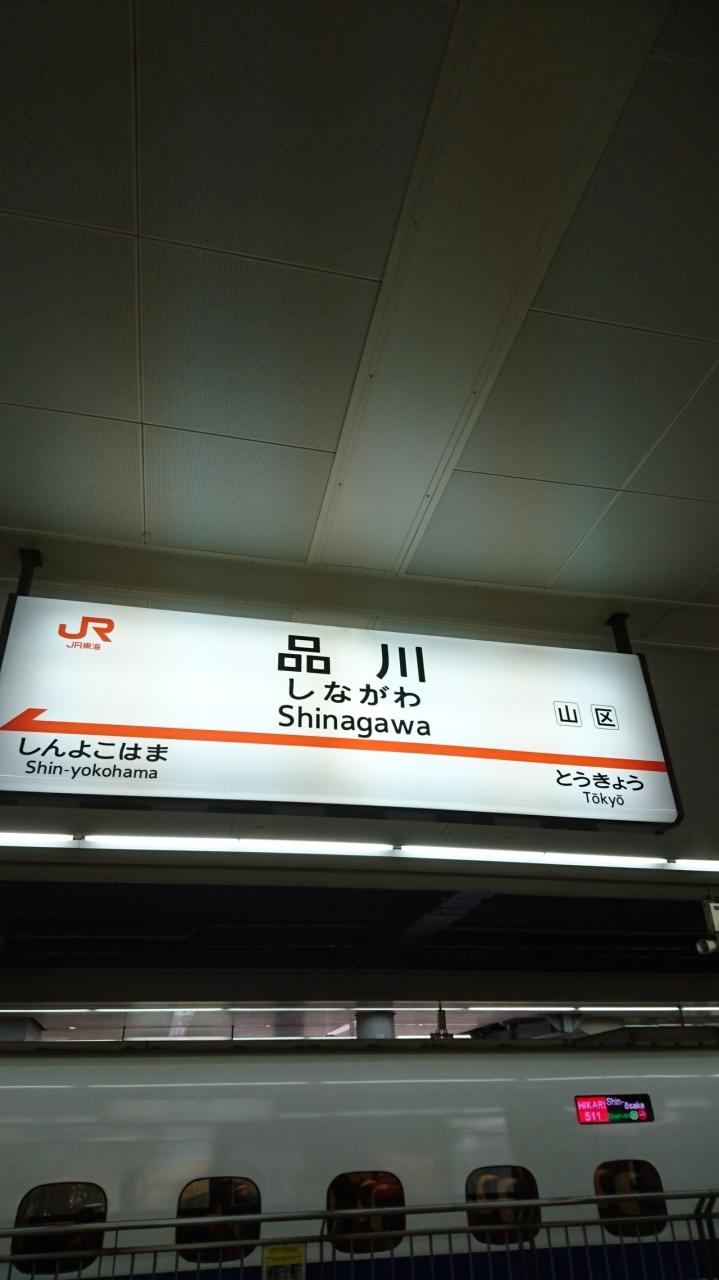 JR
JR東海
品川
しながわ
Shinagawa
山 区
しんよこはま
Shin-yokohama
とうきょう
Tōkyō
HIKARI Shin-Ōsaka
511